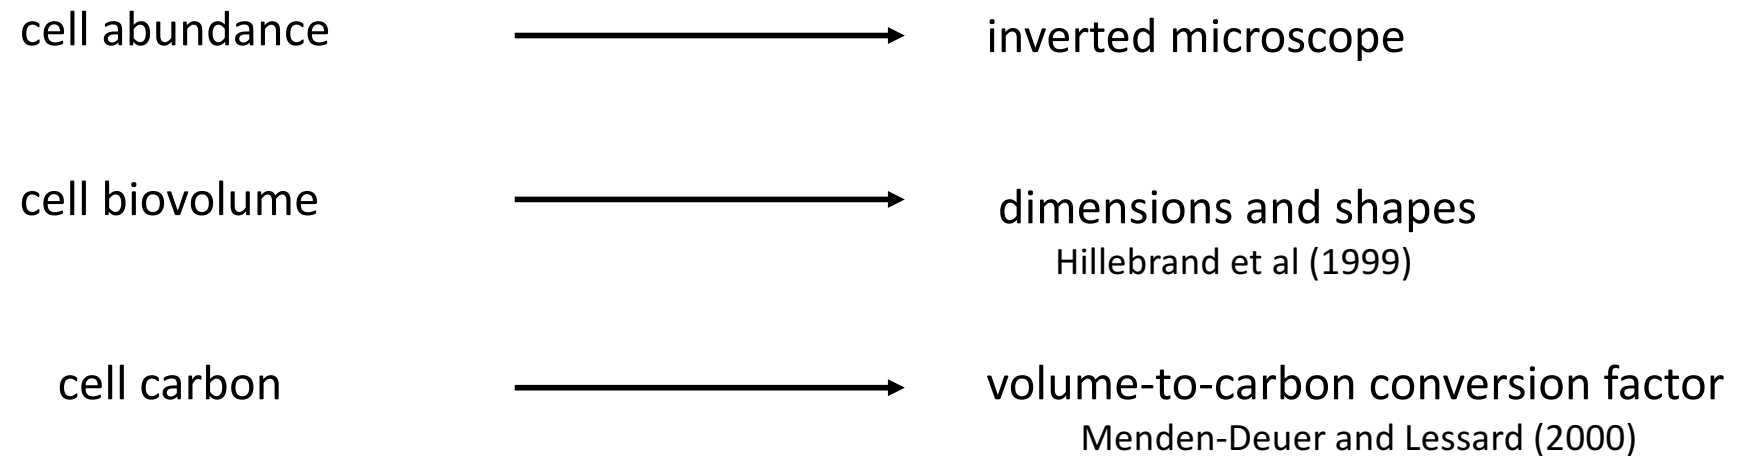 cell abundance
inverted microscope
cell biovolume
dimensions and shapes
Hillebrand et al (1999)
cell carbon
volume-to-carbon conversion factor
Menden-Deuer and Lessard (2000)